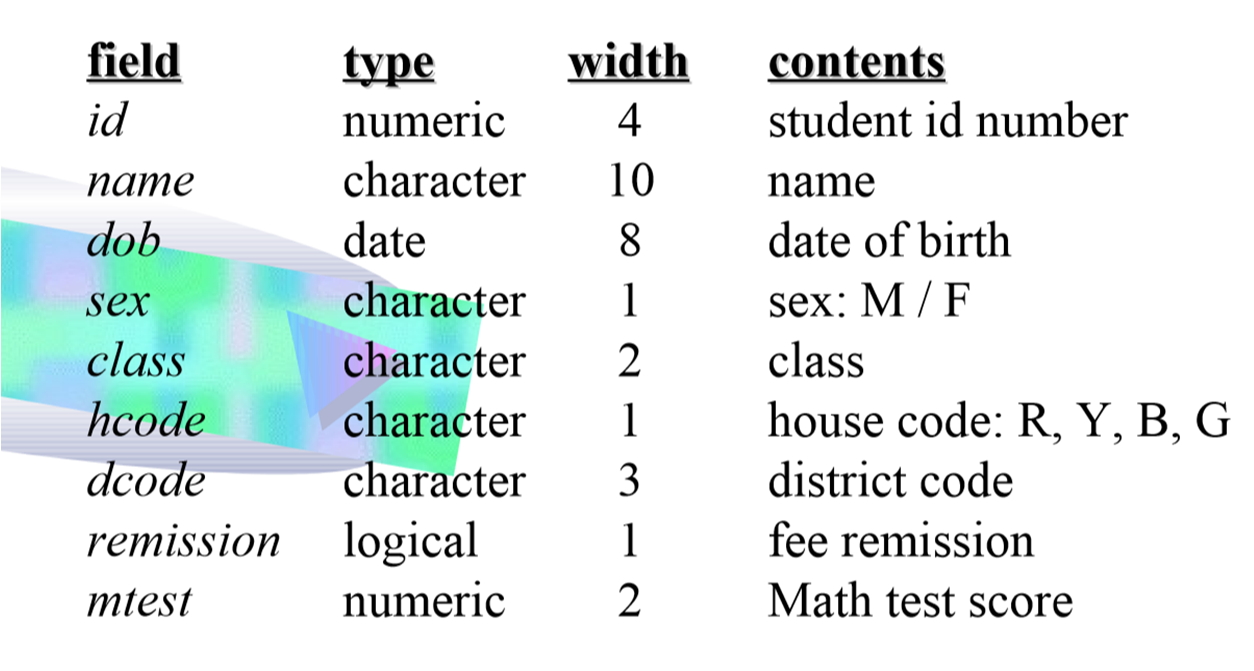 field type width contents
id numeric 4 student id number
name character 10 name
dob date 8 date of birth
sex character 1 sex: M / F
class character 2 class
hcode character 1 house code: R, Y, B, G
dcode character 3 district code
remission logical 1 fee remission
mtest numeric 2 Math test score